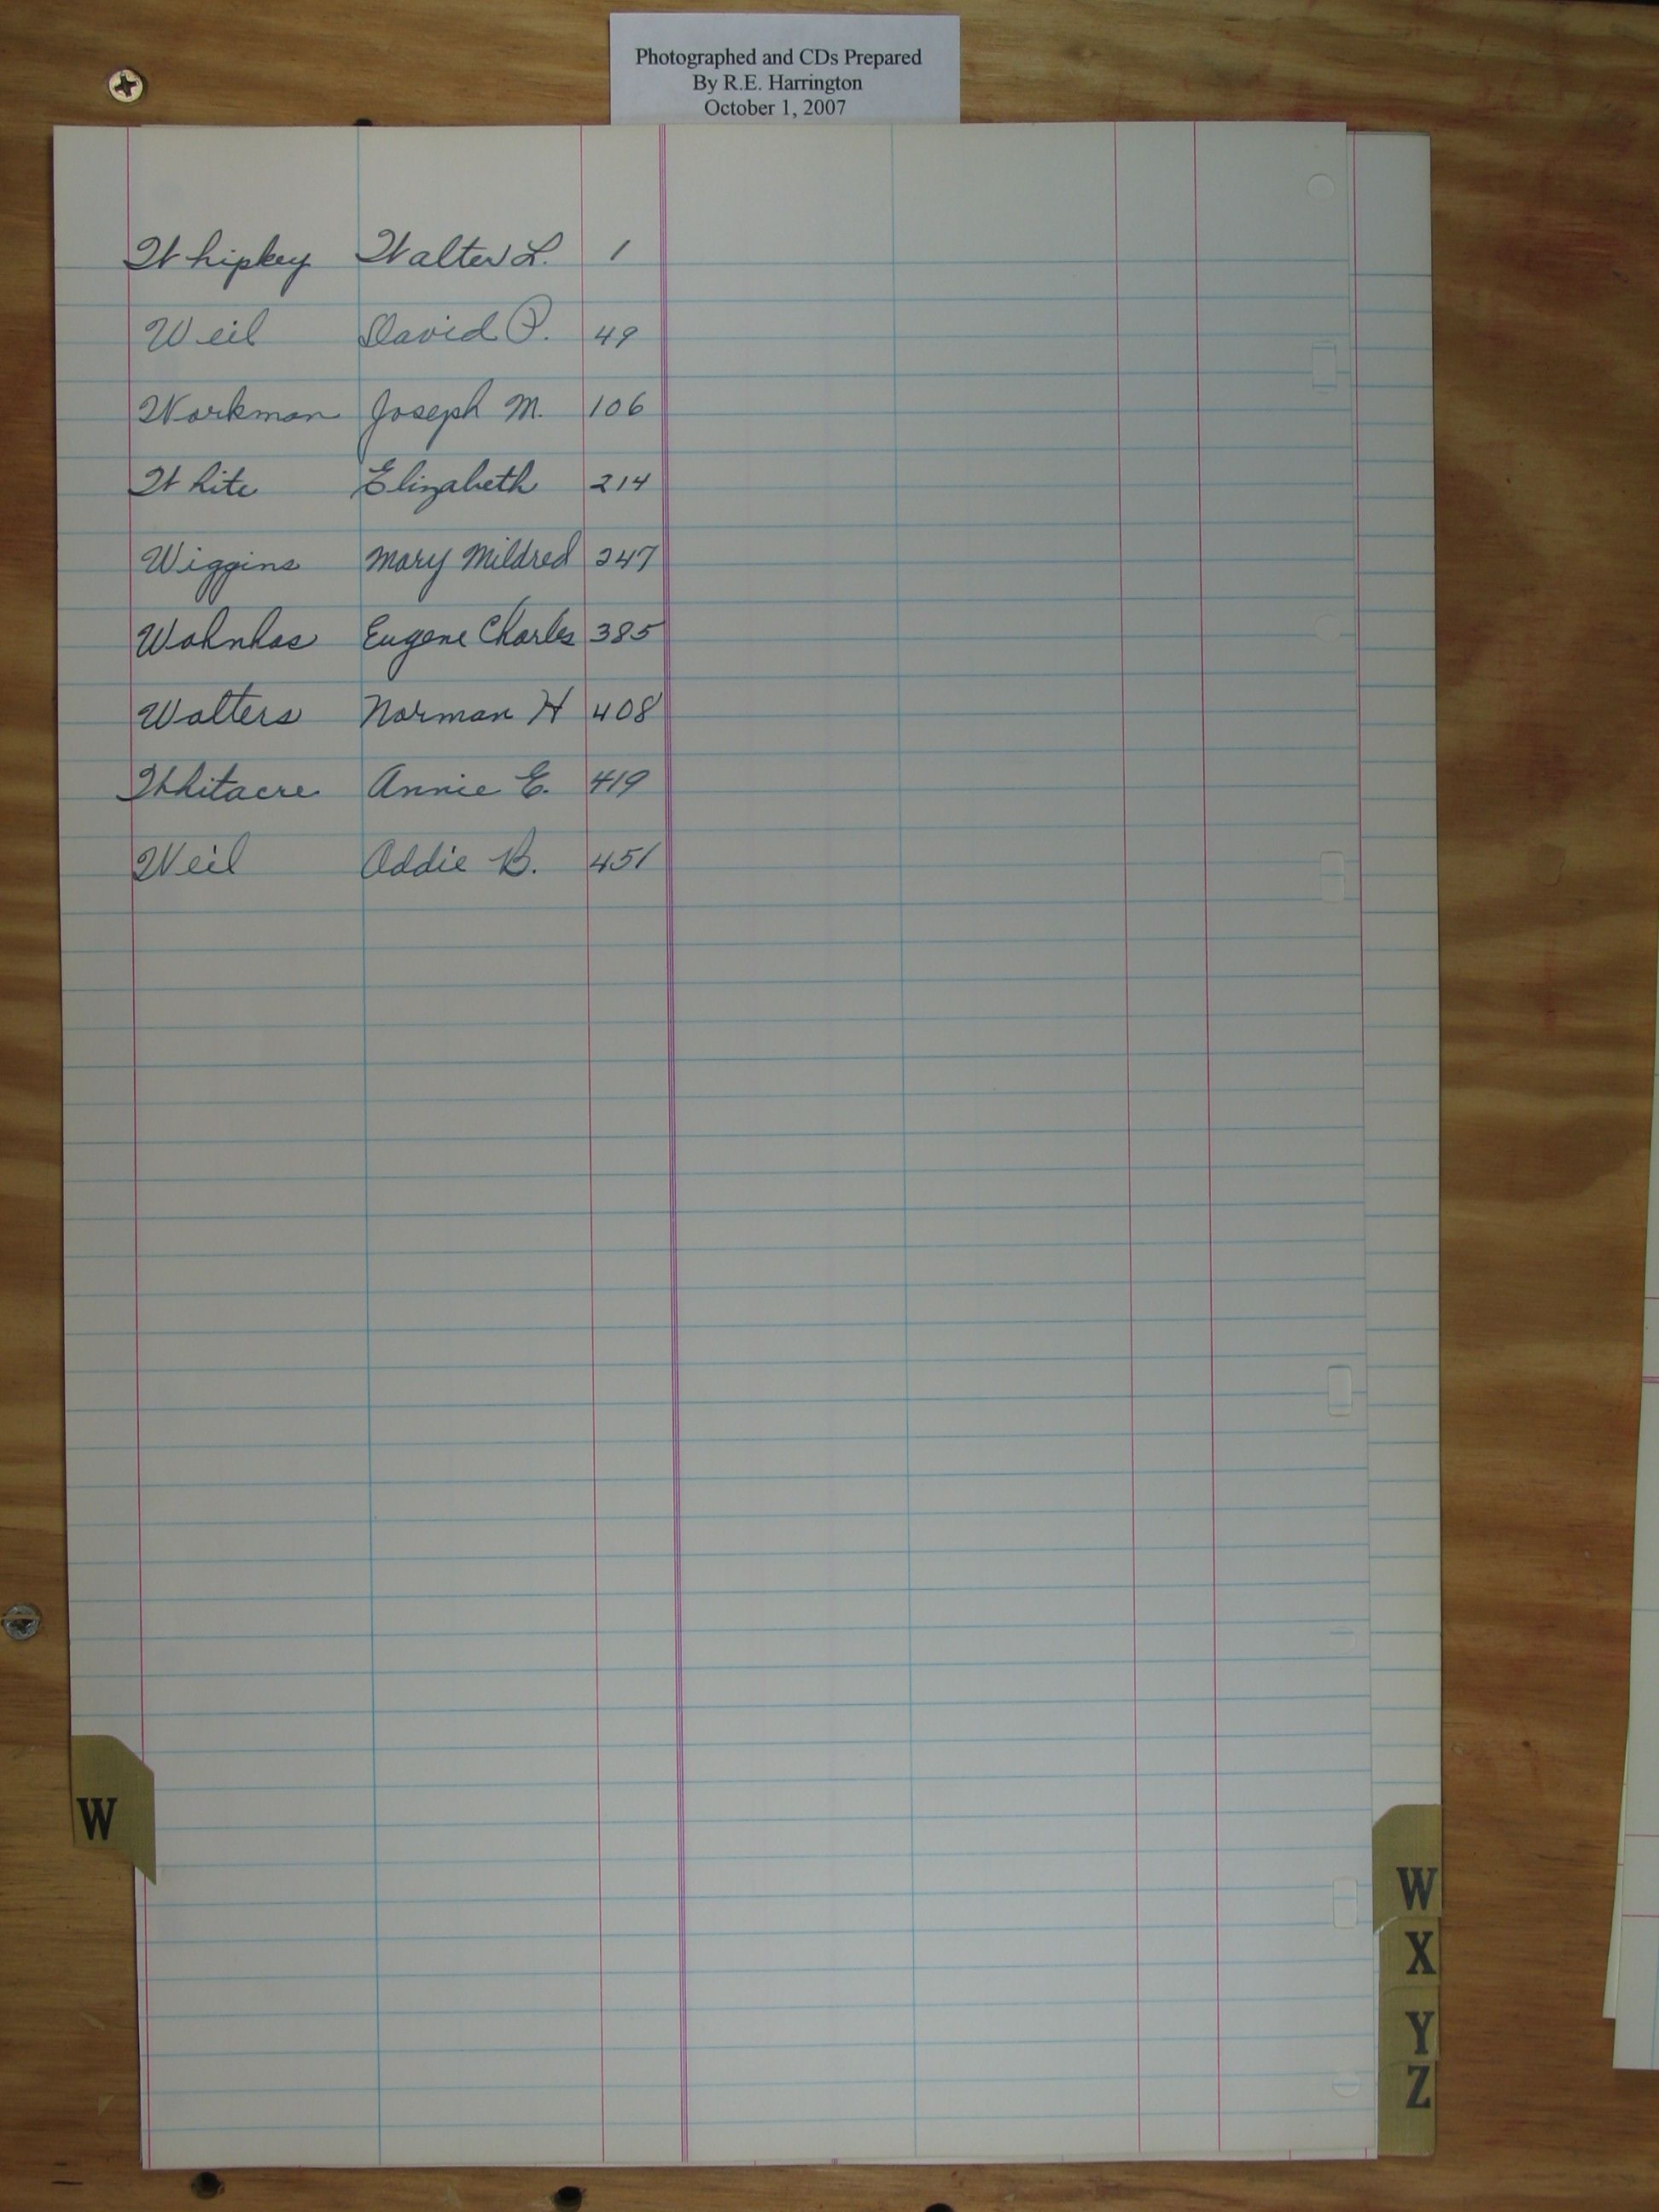 Photographed and CDs Prepared
By R.E. Harrington
October 1, 2007
Whipkey Walter L. 1
Weil David P. 49
Workman Joseph M. 106
White Elizabeth 214
Wiggins Mary Mildred 247
Wohnhas Eugene Charles 385
Walters Norman H 408
Whitacre Annie E. 419
Weil Addie B. 451
W
W
X
Y
Z